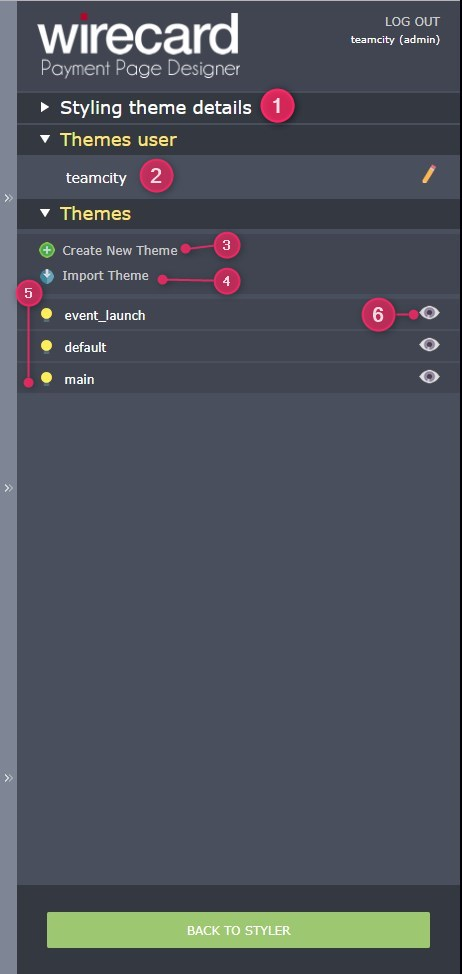 wirecard
Payment Page Designer
LOG OUT
teamcity (admin)
Styling theme details 1
Themes user
teamcity 2
Themes
Create New Theme 3
Import Theme 4
5
event_launch 6
default
main
BACK TO STYLER